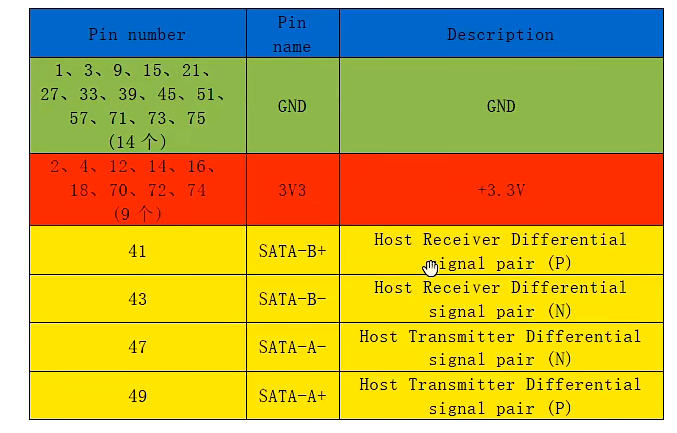 Pin number
Pin
name
Description
1、3、9、15、21、
27、33、39、45、51、
57、71、73、75
(14 个)
GND
GND
2、4、12、14、16、
18、70、72、74
(9 个)
3V3
+3.3V
41
SATA-B+
Host Receiver Differential
signal pair (P)
43
SATA-B-
Host Receiver Differential
signal pair (N)
47
SATA-A-
Host Transmitter Differential
signal pair (N)
49
SATA-A+
Host Transmitter Differential
signal pair (P)